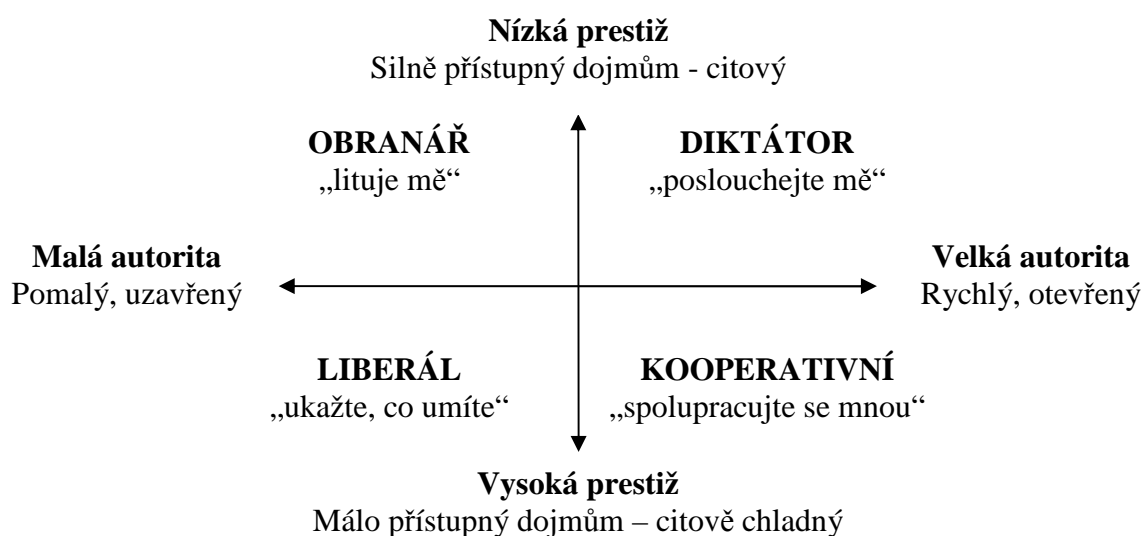 Nízká prestiž
Silně přístupný dojmům - citový
OBRANÁŘ
„lituje mě“
DIKTÁTOR
„poslouchejte mě“
Malá autorita
Pomalý, uzavřený
Velká autorita
Rychlý, otevřený
LIBERÁL
„ukažte, co umíte“
KOOPERATIVNÍ
„spolupracujte se mnou“
Vysoká prestiž
Málo přístupný dojmům – citově chladný